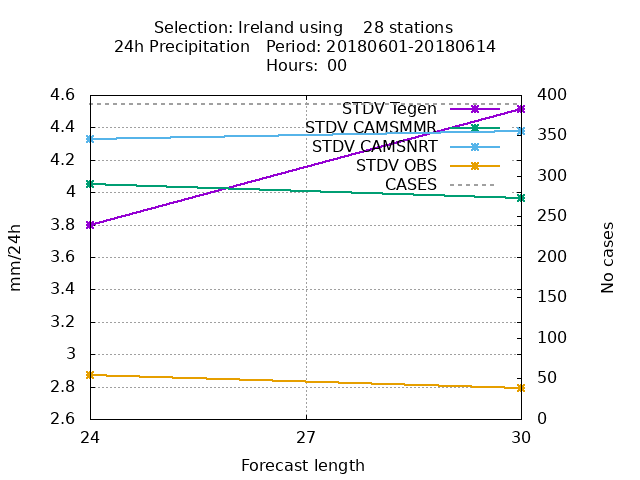 Selection: Ireland using 28 stations
24h Precipitation Period: 20180601-20180614
Hours: 00
4.6
4.4
4.2
4
3.8
3.6
3.4
3.2
3
2.8
2.6
mm/24h
STDV Tegen
STDV CAMSMMR
STDV CAMSNRT
STDV OBS
CASES
400
350
300
250
200
150
100
50
0
No cases
24 27 30
Forecast length